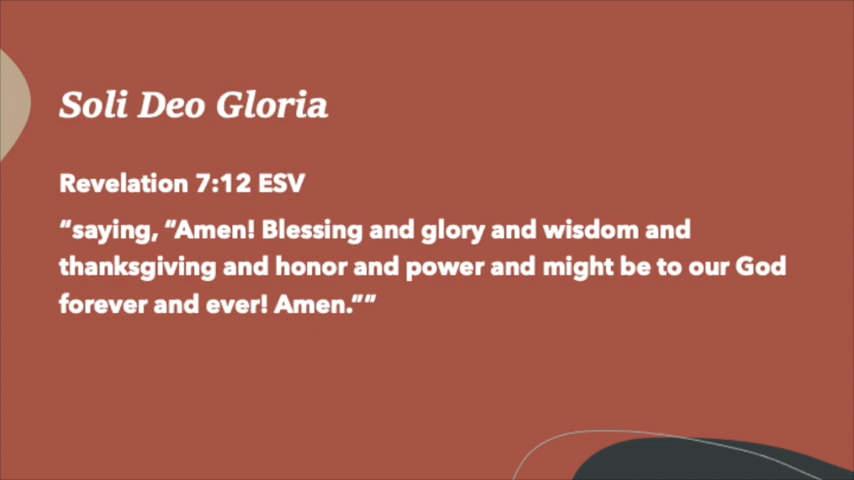 Soli Deo Gloria
Revelation 7:12 ESV
“saying, “Amen! Blessing and glory and wisdom and
thanksgiving and honor and power and might be to our God
forever and ever! Amen.””